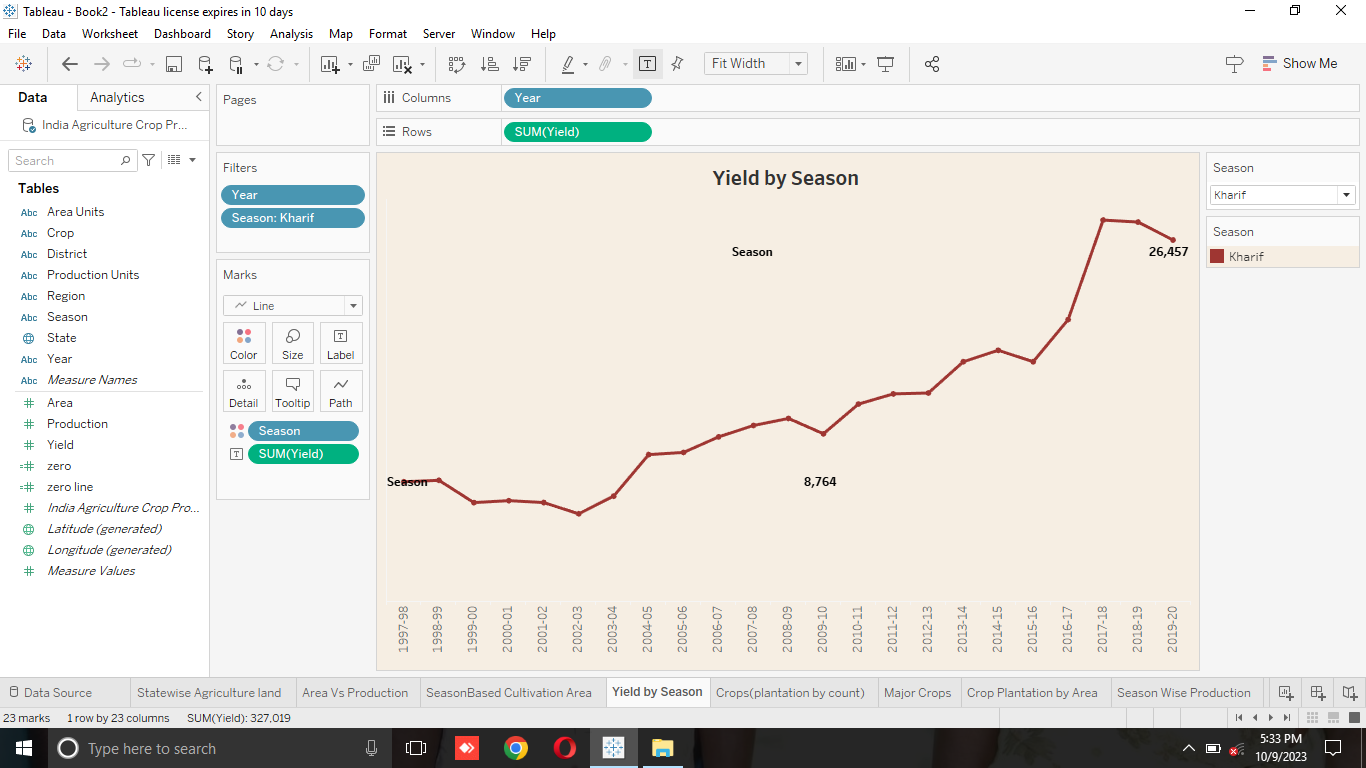 Tableau - Book2 - Tableau license expires in 10 days
File Data Worksheet Dashboard Story Analysis Map Format Server Window Help
Fit Width
Show Me
Data Analytics
India Agriculture Crop Pr...
Search
Tables
Abc Area Units
Abc Crop
Abc District
Abc Production Units
Abc Region
Abc Season
State
Abc Year
Abc Measure Names
Area
Production
Yield
zero
zero line
India Agriculture Crop Pro...
Latitude (generated)
Longitude (generated)
Measure Values
Pages
Filters
Year
Season: Kharif
Marks
Line
Color Size Label
Detail Tooltip Path
Season
SUM(Yield)
Columns Year
Rows SUM(Yield)
Yield by Season
Season
26,457
Season
8,764
1997-98
1998-99
1999-00
2000-01
2001-02
2002-03
2003-04
2004-05
2005-06
2006-07
2007-08
2008-09
2009-10
2010-11
2011-12
2012-13
2013-14
2014-15
2015-16
2016-17
2017-18
2018-19
2019-20
Season
Kharif
Season
Kharif
Data Source Statewise Agriculture land Area Vs Production SeasonBased Cultivation Area Yield by Season Crops(plantation by count) Major Crops Crop Plantation by Area Season Wise Production
23 marks 1 row by 23 columns SUM(Yield): 327,019
Type here to search
5:33 PM
10/9/2023